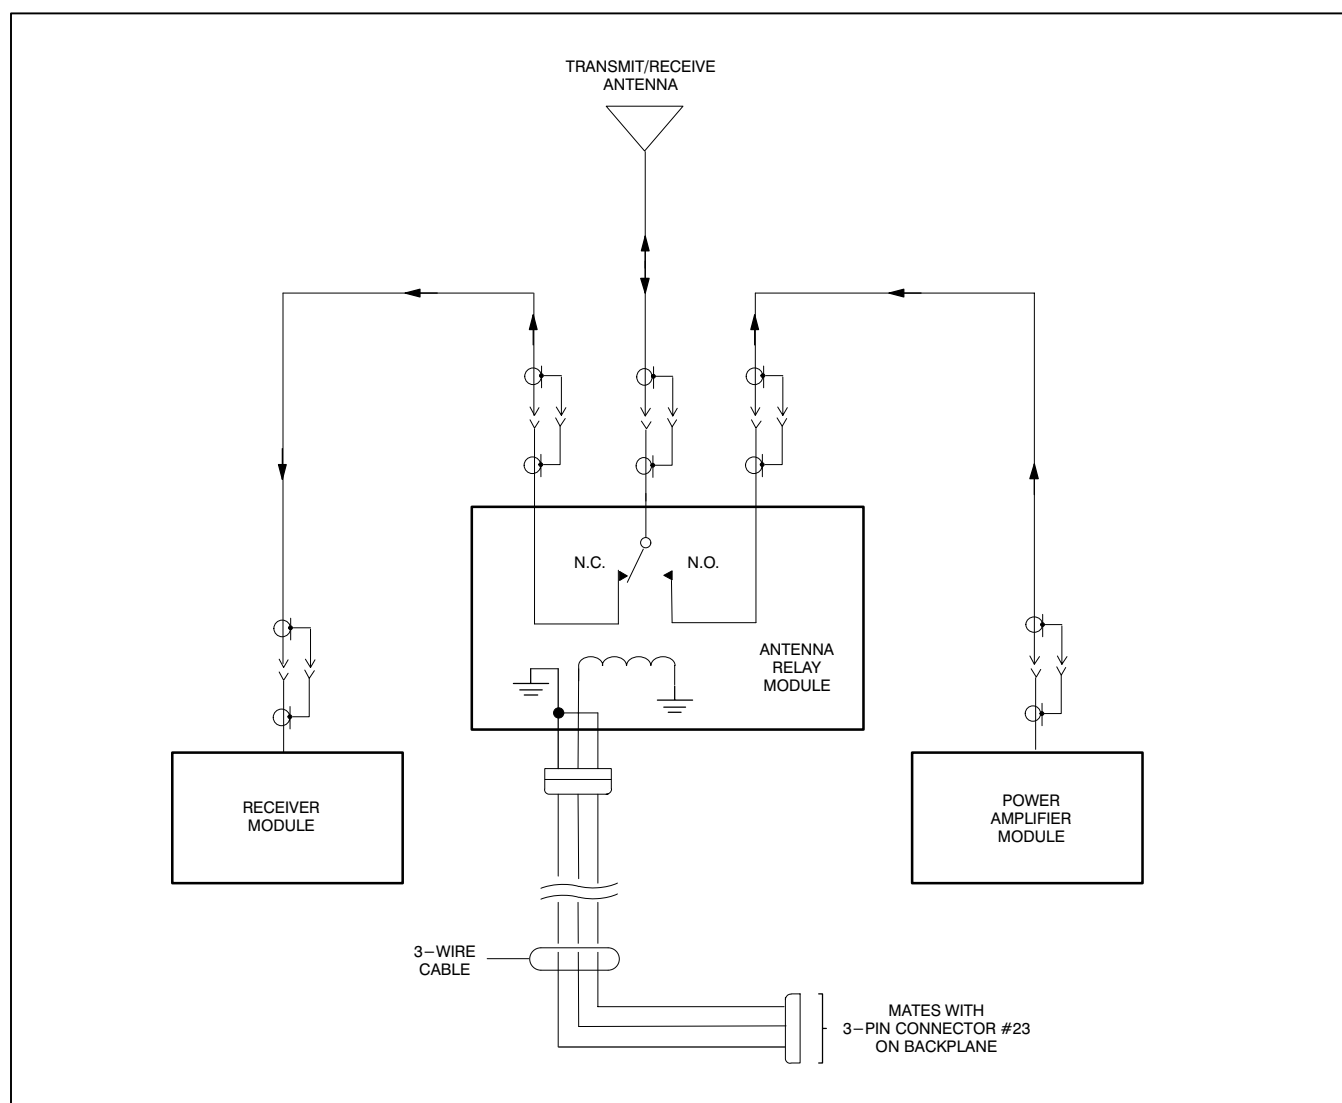 TRANSMIT/RECEIVE
ANTENNA
N.C.
N.O.
ANTENNA
RELAY
MODULE
RECEIVER
MODULE
POWER
AMPLIFIER
MODULE
3−WIRE
CABLE
MATES WITH
3−PIN CONNECTOR #23
ON BACKPLANE